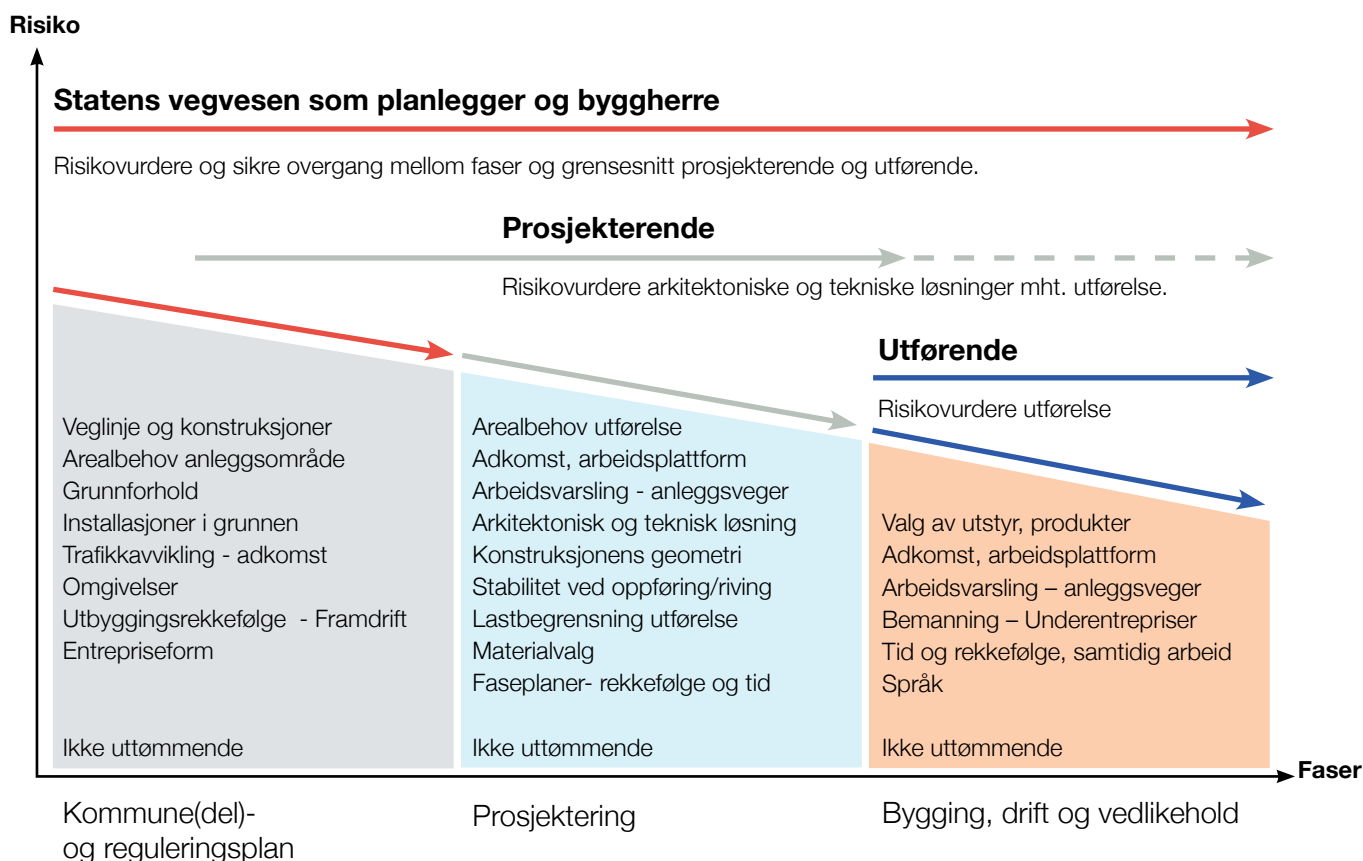 Risiko
Statens vegvesen som planlegger og byggherre
Risikovurdere og sikre overgang mellom faser og grensesnitt prosjekterende og utførende.
Prosjekterende
Risikovurdere arkitektoniske og tekniske løsninger mht. utførelse.
Utførende
Risikovurdere utførelse
Veglinje og konstruksjoner
Arealbehov anleggsområde
Grunnforhold
Installasjoner i grunnen
Trafikkavvikling - adkomst
Omgivelser
Utbyggingsrekkefølge - Framdrift
Entrepriseform
Ikke uttømmende
Arealbehov utførelse
Adkomst, arbeidsplattform
Arbeidsvarsling - anleggsveger
Arkitektonisk og teknisk løsning
Konstruksjonens geometri
Stabilitet ved oppføring/riving
Lastbegrensning utførelse
Materialvalg
Faseplaner- rekkefølge og tid
Ikke uttømmende
Valg av utstyr, produkter
Adkomst, arbeidsplattform
Arbeidsvarsling – anleggsveger
Bemanning – Underentrepriser
Tid og rekkefølge, samtidig arbeid
Språk
Ikke uttømmende
Faser
Kommune(del)-
og reguleringsplan
Prosjektering
Bygging, drift og vedlikehold